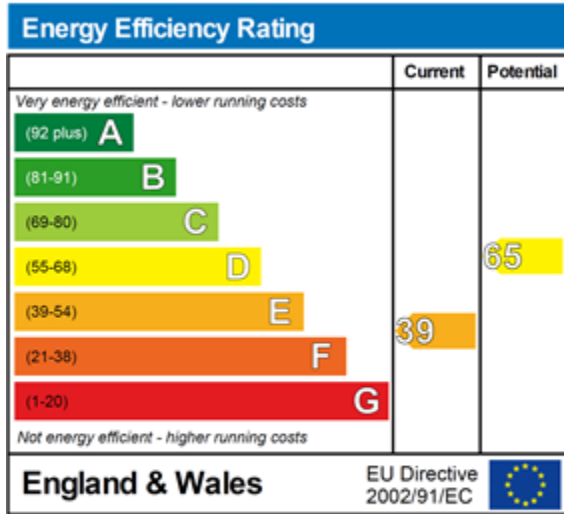 Energy Efficiency Rating
Current Potential
Very energy efficient - lower running costs
(92 plus) A
(81-91) B
(69-80) C
(55-68) D
(39-54) E
(21-38) F
(1-20) G
65
39
Not energy efficient - higher running costs
England & Wales
EU Directive
2002/91/EC